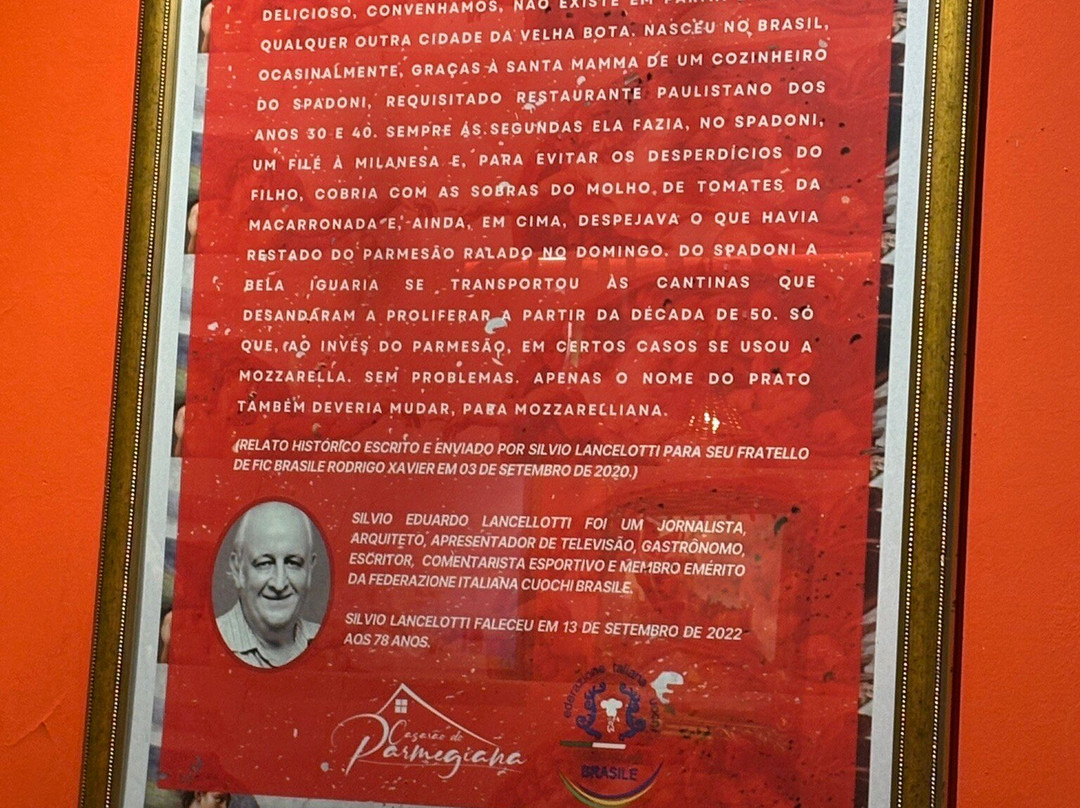 DELICIOSO, CONVENHAMOS, NÃO EXISTE EM
QUALQUER OUTRA CIDADE DA VELHA BOTA. NASCEU NO BRASIL,
OCASINALMENTE, GRAÇAS À SANTA MAMMA DE UM COZINHEIRO
DO SPADONI, REQUISITADO RESTAURANTE PAULISTANO DOS
ANOS 30 E 40. SEMPRE ÀS SEGUNDAS ELA FAZIA, NO SPADONI,
UM FILÉ À MILANESA E, PARA EVITAR OS DESPERDÍCIOS DO
FILHO, COBRIA COM AS SOBRAS DO MOLHO DE TOMATES DA
MACARRONADA E, AINDA, EM CIMA, DESPEJAVA O QUE HAVIA
RESTADO DO PARMESÃO RALADO NO DOMINGO. DO SPADONI A
BELA IGUARIA SE TRANSPORTOU ÀS CANTINAS QUE
DESANDARAM A PROLIFERAR A PARTIR DA DÉCADA DE 50. SÓ
QUE, AO INVÉS DO PARMESÃO, EM CERTOS CASOS SE USOU A
MOZZARELLA. SEM PROBLEMAS. APENAS O NOME DO PRATO
TAMBÉM DEVERIA MUDAR, PARA MOZZARELLIANA.
(RELATO HISTÓRICO ESCRITO E ENVIADO POR SILVIO LANCELOTTI PARA SEU FRATELLO
DE FIC BRASILE RODRIGO XAVIER EM 03 DE SETEMBRO DE 2020.)
SILVIO EDUARDO LANCELLOTTI FOI UM JORNALISTA,
ARQUITETO, APRESENTADOR DE TELEVISÃO, GASTRÔNOMO,
ESCRITOR, COMENTARISTA ESPORTIVO E MEMBRO EMÉRITO
DA FEDERAZIONE ITALIANA CUOCHI BRASILE.
SILVIO LANCELOTTI FALECEU EM 13 DE SETEMBRO DE 2022
AOS 78 ANOS.
Casarão do
Parmegiana
ederazione Italiana
BRASILE